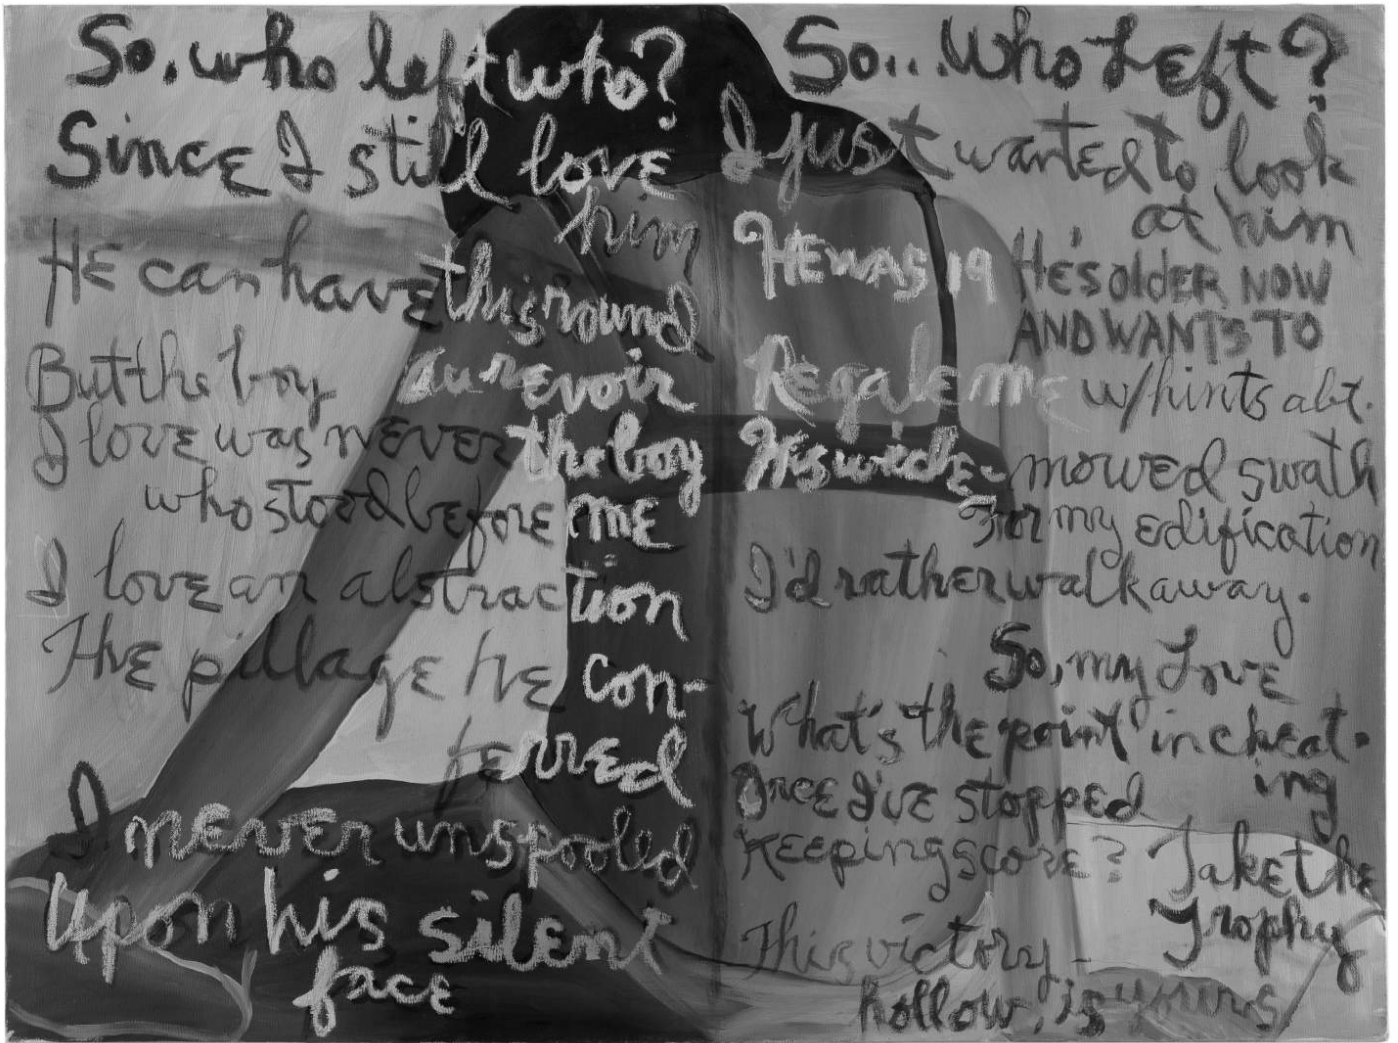 So, who left who?
Since I still love
him
HE can have this round
But the boy au revoir
I love was never the boy
who stood before me
I love an abstraction
The pillage he con-
ferred
I never unspooled
Upon his silent
face
So... Who Left?
I just wanted to look
at him
HE WAS 19 He's older NOW
AND WANTS TO
Regale me w/hints abt.
His wide-mowed swath
For my edification
I'd rather walk away.
So, my Love
What's the point in cheat-
ing
Once I've stopped
Keeping score? Take the
Trophy
This victory-
hollow, is yours